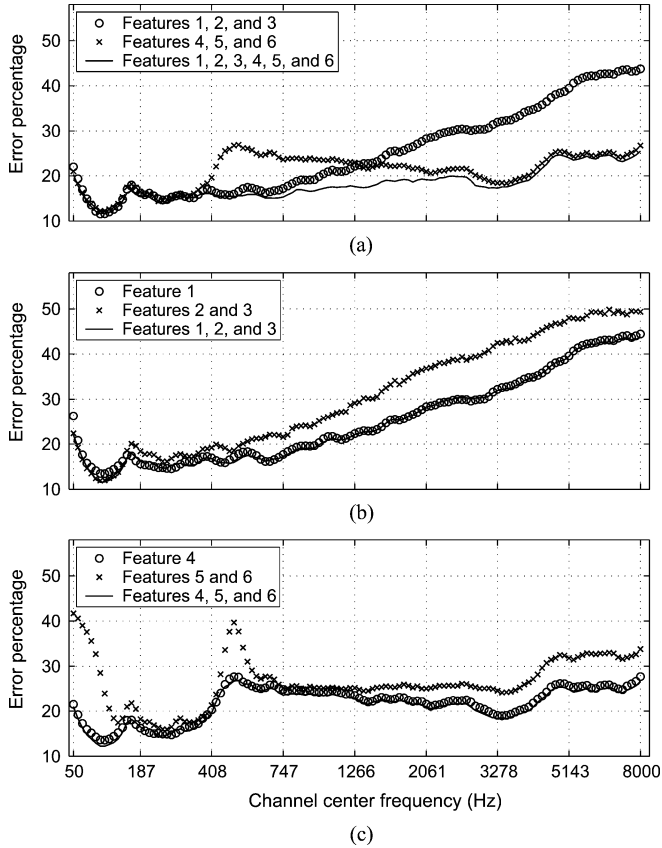 Error percentage
50
40
30
20
10
Features 1, 2, and 3
Features 4, 5, and 6
Features 1, 2, 3, 4, 5, and 6
(a)
Error percentage
50
40
30
20
10
Feature 1
Features 2 and 3
Features 1, 2, and 3
(b)
Error percentage
50
40
30
20
10
Feature 4
Features 5 and 6
Features 4, 5, and 6
50 187 408 747 1266 2061 3278 5143 8000
Channel center frequency (Hz)
(c)